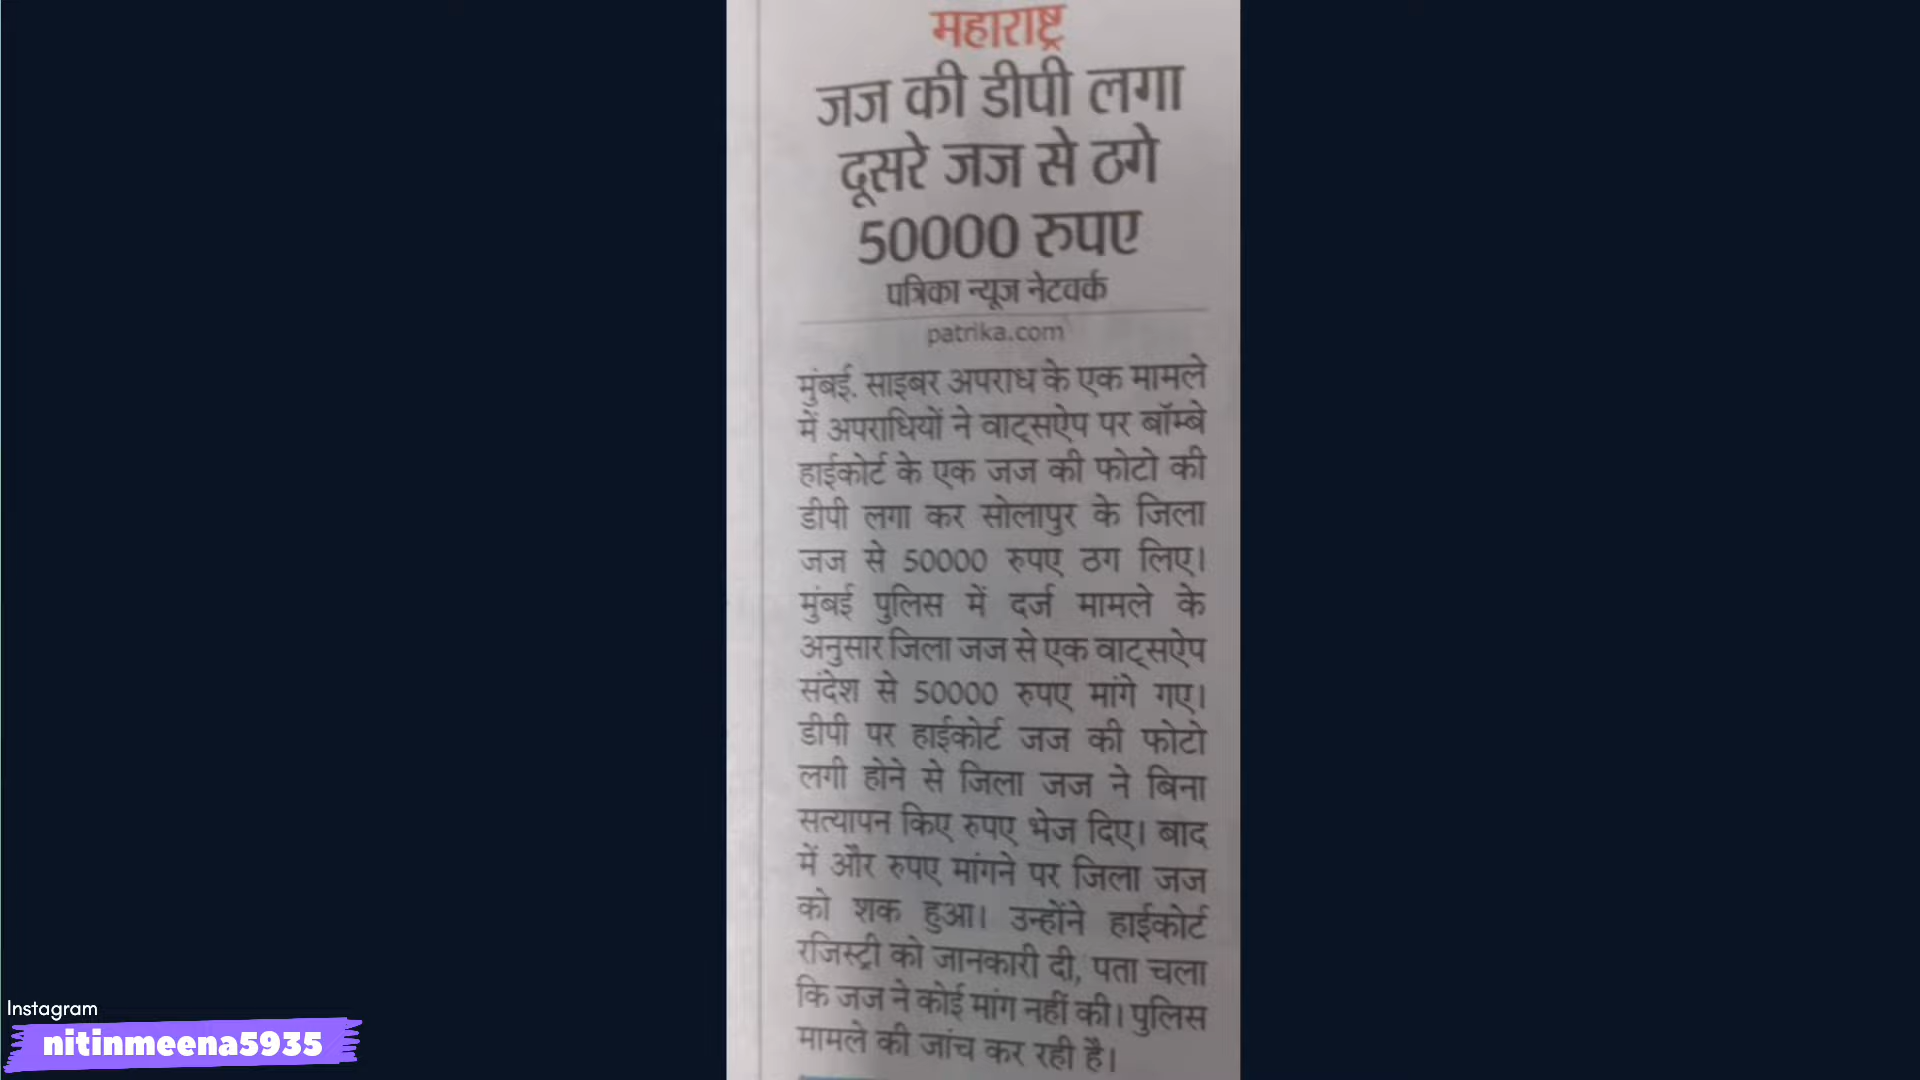 महाराष्ट्र
जज की डीपी लगा
दूसरे जज से ठगे
50000 रुपए
पत्रिका न्यूज नेटवर्क
patrika.com
मुंबई. साइबर अपराध के एक मामले
में अपराधियों ने वाट्सऐप पर बॉम्बे
हाईकोर्ट के एक जज की फोटो की
डीपी लगा कर सोलापुर के जिला
जज से 50000 रुपए ठग लिए।
मुंबई पुलिस में दर्ज मामले के
अनुसार जिला जज से एक वाट्सऐप
संदेश से 50000 रुपए मांगे गए।
डीपी पर हाईकोर्ट जज की फोटो
लगी होने से जिला जज ने बिना
सत्यापन किए रुपए भेज दिए। बाद
में और रुपए मांगने पर जिला जज
को शक हुआ। उन्होंने हाईकोर्ट
रजिस्ट्री को जानकारी दी, पता चला
कि जज ने कोई मांग नहीं की। पुलिस
मामले की जांच कर रही है।
Instagram
nitinmeena5935